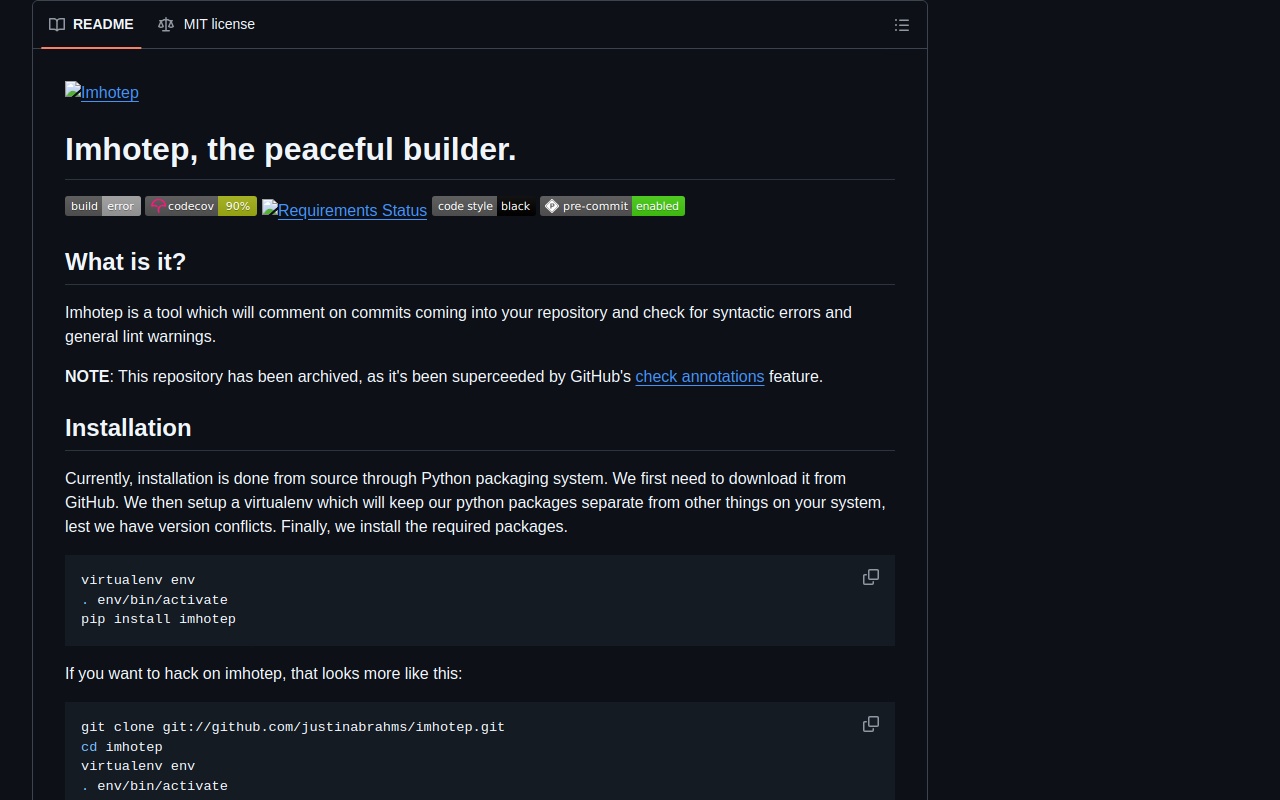 README MIT license
Imhotep
Imhotep, the peaceful builder.
build error codecov 90% Requirements Status code style black pre-commit enabled
What is it?
Imhotep is a tool which will comment on commits coming into your repository and check for syntactic errors and
general lint warnings.
NOTE: This repository has been archived, as it's been superceeded by GitHub's check annotations feature.
Installation
Currently, installation is done from source through Python packaging system. We first need to download it from
GitHub. We then setup a virtualenv which will keep our python packages separate from other things on your system,
lest we have version conflicts. Finally, we install the required packages.
virtualenv env
. env/bin/activate
pip install imhotep
If you want to hack on imhotep, that looks more like this:
git clone git://github.com/justinabrahms/imhotep.git
cd imhotep
virtualenv env
. env/bin/activate